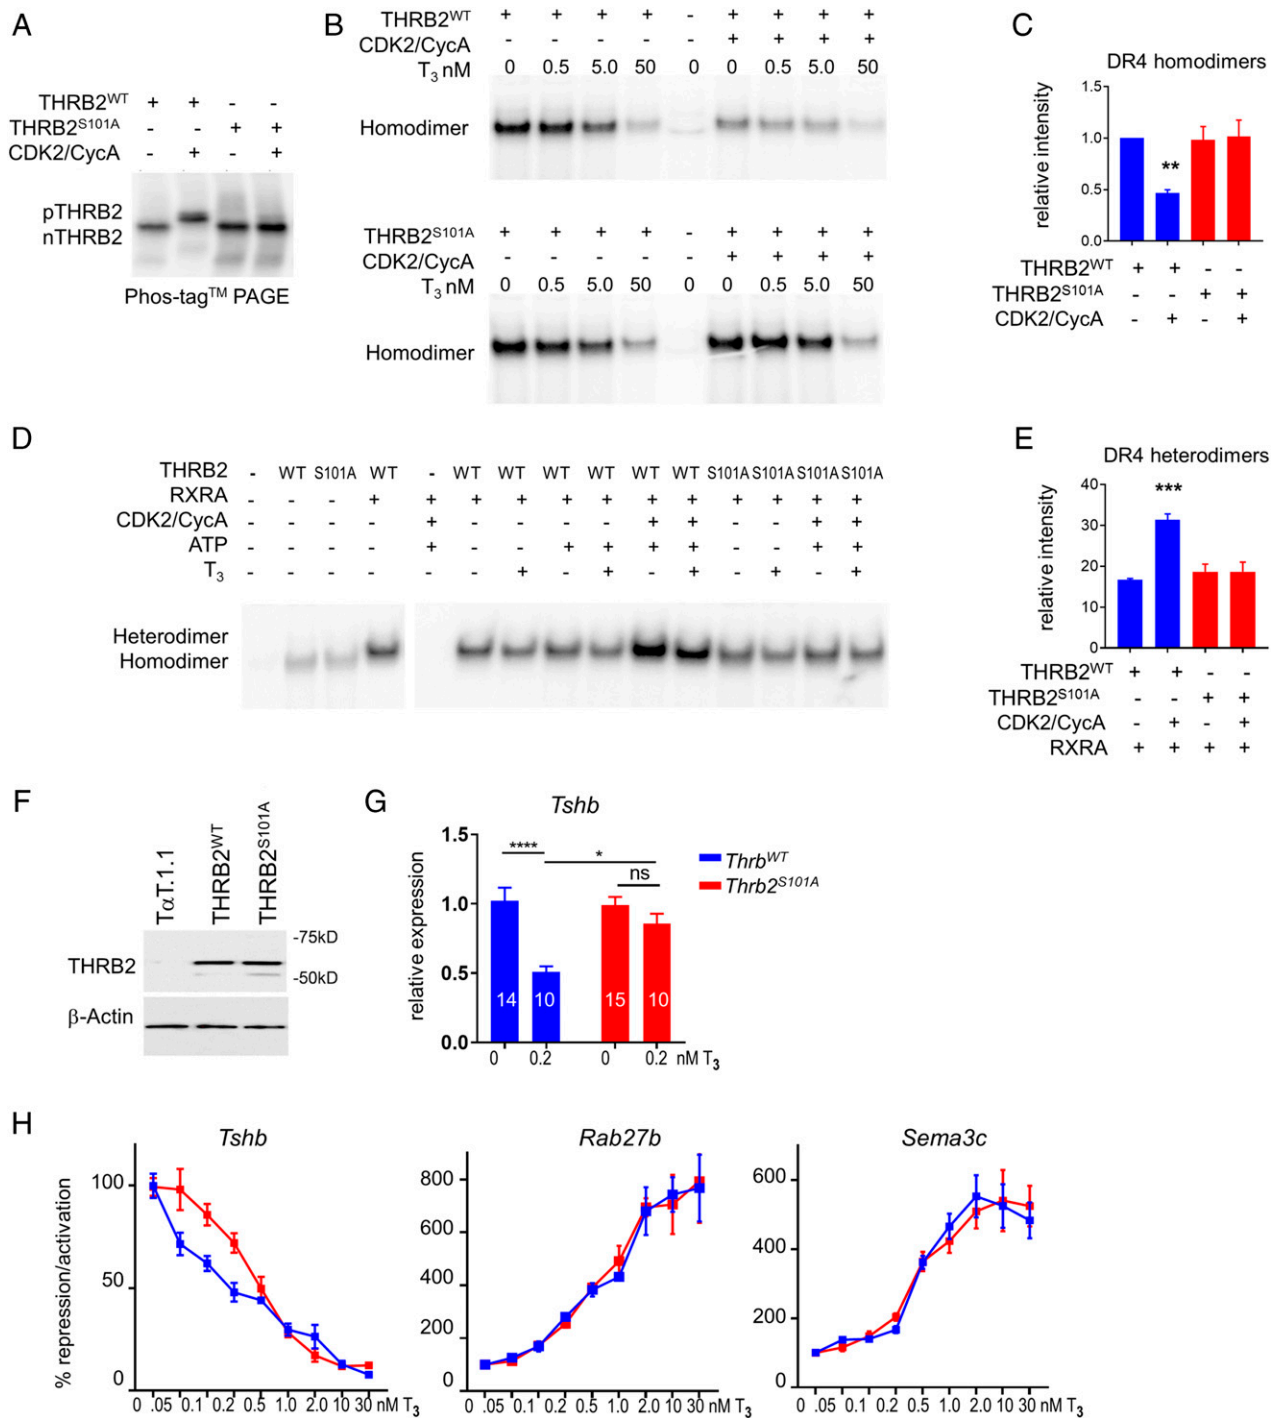 A
THRB2WT + + - -
THRB2S101A - - + +
CDK2/CycA - + - +
pTHRB2
nTHRB2
Phos-tagTM PAGE
B
THRB2WT + + + + - + + + +
CDK2/CycA - - - - - + + + +
T3 nM 0 0.5 5.0 50 0 0 0.5 5.0 50
Homodimer
THRB2S101A + + + + - + + + +
CDK2/CycA - - - - - + + + +
T3 nM 0 0.5 5.0 50 0 0 0.5 5.0 50
Homodimer
C
DR4 homodimers
relative intensity
1.5
1.0
0.5
0.0
**
THRB2WT + + - -
THRB2S101A - - + +
CDK2/CycA - + - +
D
THRB2 - WT S101A WT - WT WT WT WT WT WT S101A S101A S101A S101A
RXRA - - - + + + + + + + + + + + +
CDK2/CycA - - - - + - - - - + + - - + +
ATP - - - - + - - + + + + - - + +
T3 - - - - - - + - + - + - + - +
Heterodimer
Homodimer
E
DR4 heterodimers
relative intensity
40
30
20
10
0
***
THRB2WT + + - -
THRB2S101A - - + +
CDK2/CycA - + - +
RXRA + + + +
F
TαT.1.1
THRB2WT
THRB2S101A
-75kD
THRB2
-50kD
β-Actin
G
Tshb
relative expression
1.5
1.0
0.5
0.0
****
*
ns
ThrbWT
Thrb2S101A
14 10 15 10
0 0.2 0 0.2 nM T3
H
Tshb
% repression/activation
100
50
0
0 .05 0.1 0.2 0.5 1.0 2.0 10 30 nM T3
Rab27b
800
600
400
200
0
0 .05 0.1 0.2 0.5 1.0 2.0 10 30 nM T3
Sema3c
600
400
200
0
0 .05 0.1 0.2 0.5 1.0 2.0 10 30 nM T3